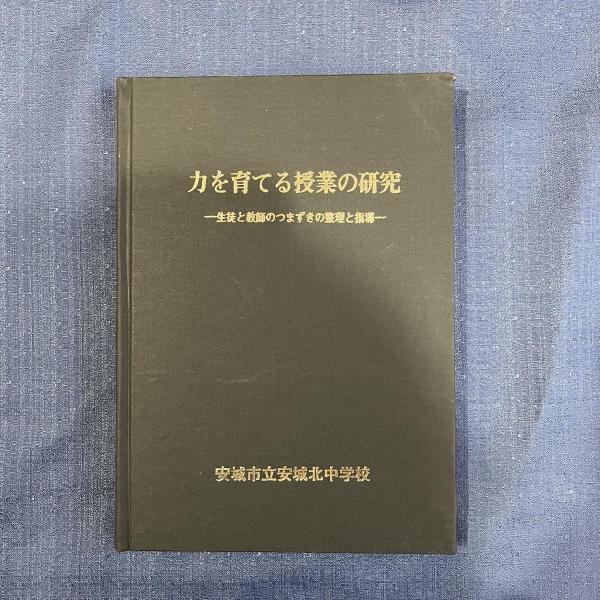 力を育てる授業の研究
―生徒と教師のつまずきの整理と指導―
安城市立安城北中学校